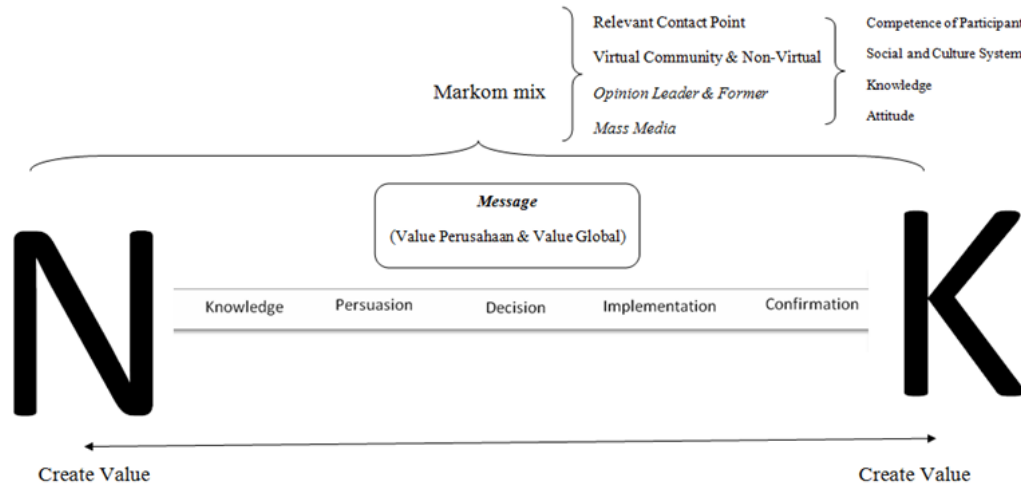 Relevant Contact Point
Virtual Community & Non-Virtual
Opinion Leader & Former
Mass Media
Competence of Participant
Social and Culture System
Knowledge
Attitude
Markom mix
Message
(Value Perusahaan & Value Global)
N
Knowledge Persuasion Decision Implementation Confirmation
K
Create Value
Create Value